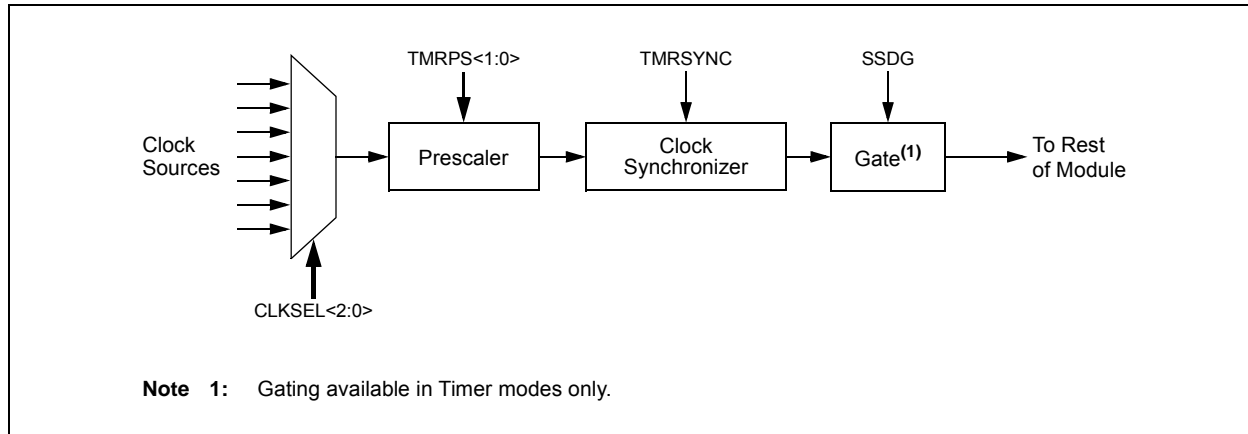 TMRPS<1:0>
TMRSYNC
SSDG
Clock
Sources
Prescaler
Clock
Synchronizer
Gate(1)
To Rest
of Module
CLKSEL<2:0>
Note 1: Gating available in Timer modes only.